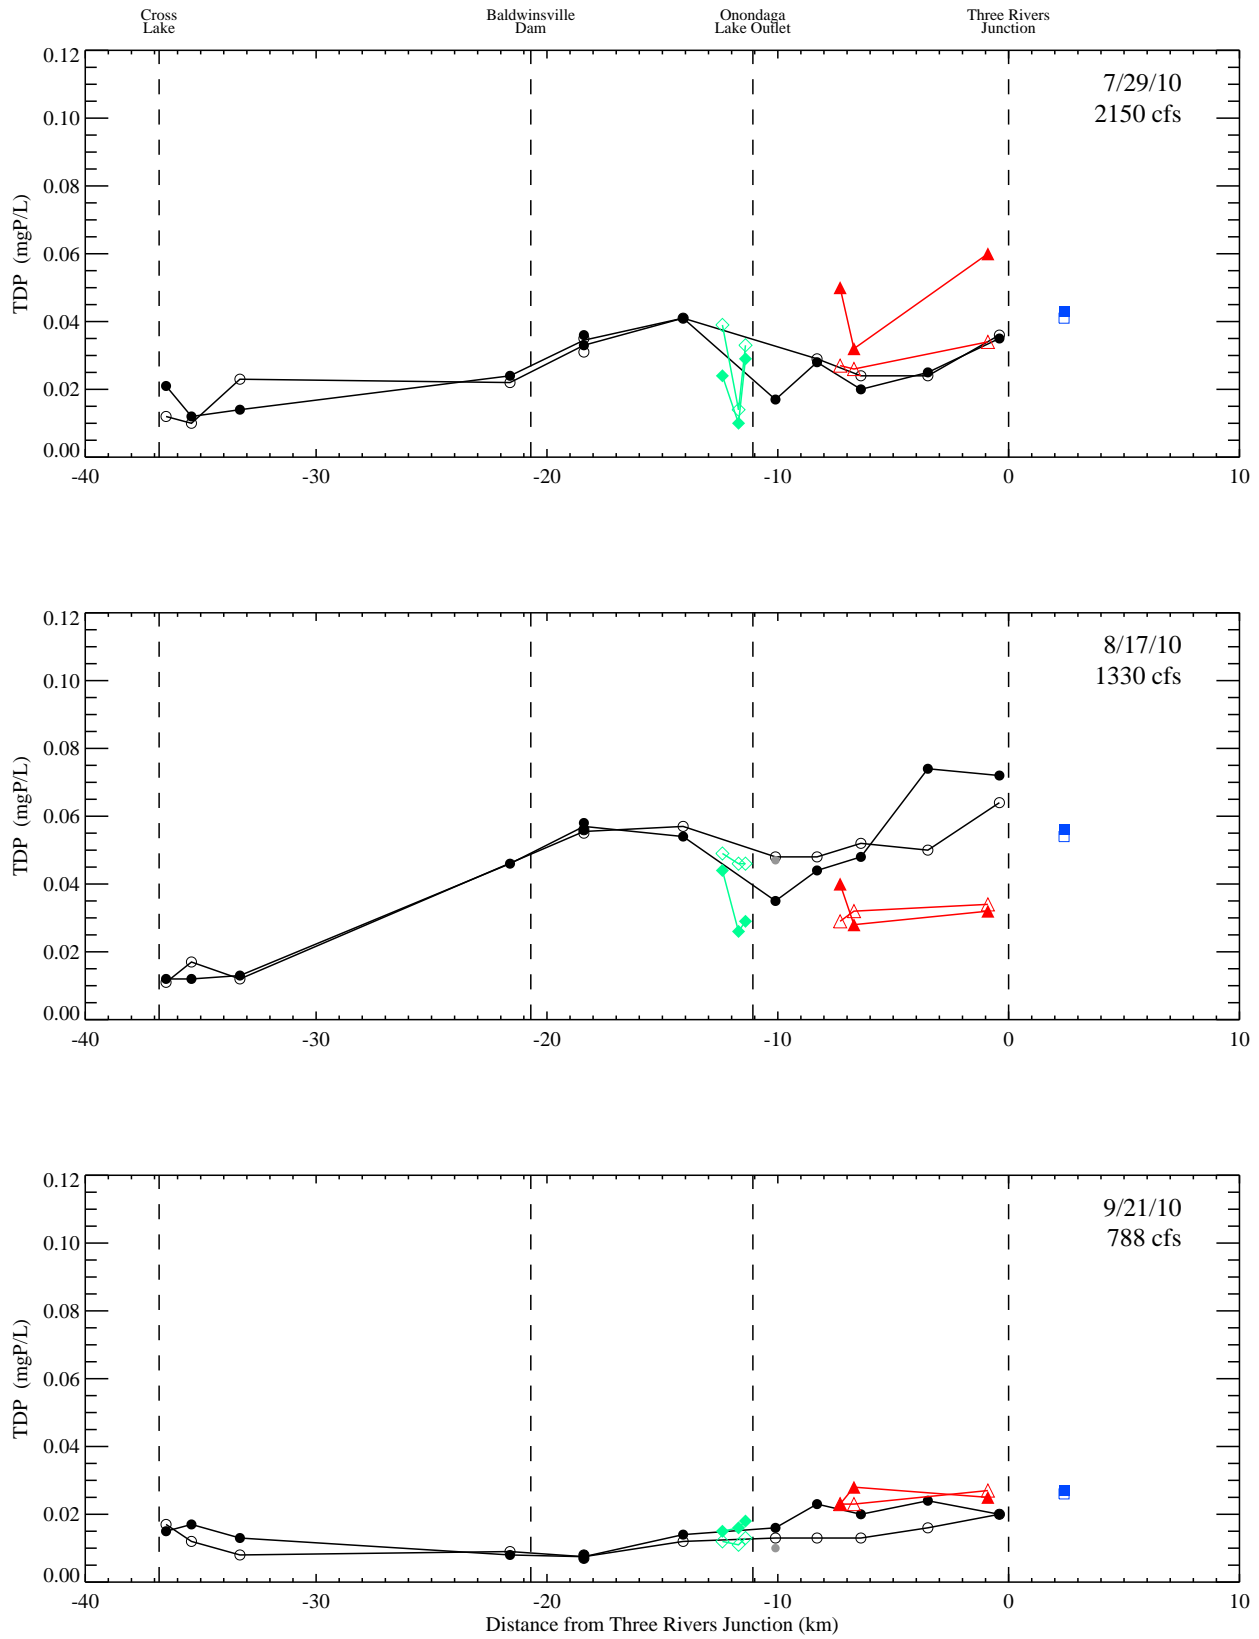 Cross Baldwinsville Onondaga Three Rivers
Lake Dam Lake Outlet Junction
0.12
7/29/10
0.10
2150 cfs
0.08
0.06
TDP (mgP/L)
0.04
0.02
0.00
-40 -30 -20 -10 0 10
0.12
8/17/10
0.10
1330 cfs
0.08
0.06
TDP (mgP/L)
0.04
0.02
0.00
-40 -30 -20 -10 0 10
0.12
9/21/10
0.10
788 cfs
0.08
0.06
TDP (mgP/L)
0.04
0.02
0.00
-40 -30 -20 -10 0 10
Distance from Three Rivers Junction (km)